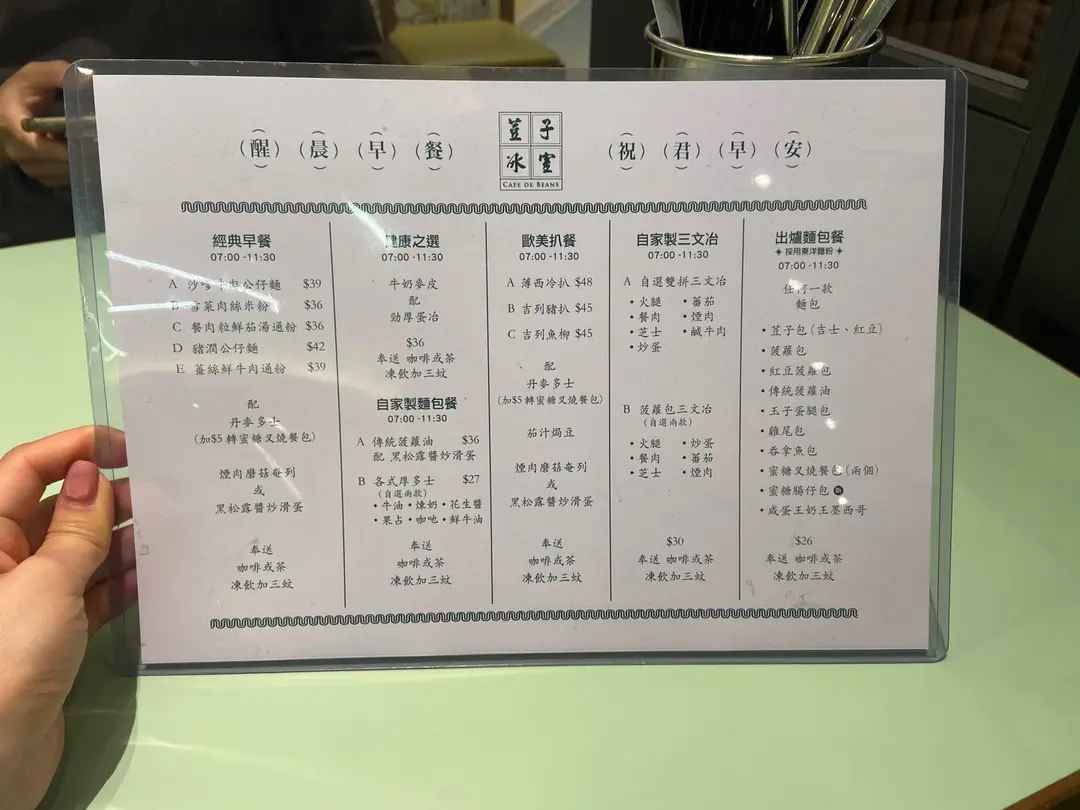 (醒)(晨)(早)(餐)
荳子
冰室
CAFE DE BEANS
(祝)(君)(早)(安)
經典早餐
07:00 -11:30
A 沙嗲牛肉公仔麵 $39
B 雪菜肉絲米粉 $36
C 餐肉粒鮮茄湯通粉 $36
D 豬潤公仔麵 $42
E 薑絲鮮牛肉通粉 $39
配
丹麥多士
(加$5 轉蜜糖叉燒餐包)
煙肉磨菇奄列
或
黑松露醬炒滑蛋
奉送
咖啡或茶
凍飲加三蚊
健康之選
07:00 -11:30
牛奶麥皮
配
勁厚蛋治
$36
奉送 咖啡或茶
凍飲加三蚊
自家製麵包餐
07:00 -11:30
A 傳統菠蘿油 $36
配 黑松露醬炒滑蛋
B 各式厚多士 $27
(自選兩款)
•牛油•煉奶•花生醬
•果占•咖吔•鮮牛油
奉送
咖啡或茶
凍飲加三蚊
歐美扒餐
07:00 -11:30
A 薄西冷扒 $48
B 吉列豬扒 $45
C 吉列魚柳 $45
配
丹麥多士
(加$5 轉蜜糖叉燒餐包)
茄汁焗豆
煙肉磨菇奄列
或
黑松露醬炒滑蛋
奉送
咖啡或茶
凍飲加三蚊
自家製三文冶
07:00 -11:30
A 自選雙拼三文冶
•火腿 •蕃茄
•餐肉 •煙肉
•芝士 •鹹牛肉
•炒蛋
B 菠蘿包三文冶
(自選兩款)
•火腿 •炒蛋
•餐肉 •蕃茄
•芝士 •煙肉
$30
奉送 咖啡或茶
凍飲加三蚊
出爐麵包餐
✦ 採用東洋麵粉 ✦
07:00 -11:30
任何一款
麵包
•荳子包(吉士、紅豆)
•菠蘿包
•紅豆菠蘿包
•傳統菠蘿油
•玉子蛋腿包
•雞尾包
•吞拿魚包
•蜜糖叉燒餐包(兩個)
•蜜糖腸仔包
•咸蛋王奶王墨西哥
$26
奉送 咖啡或茶
凍飲加三蚊